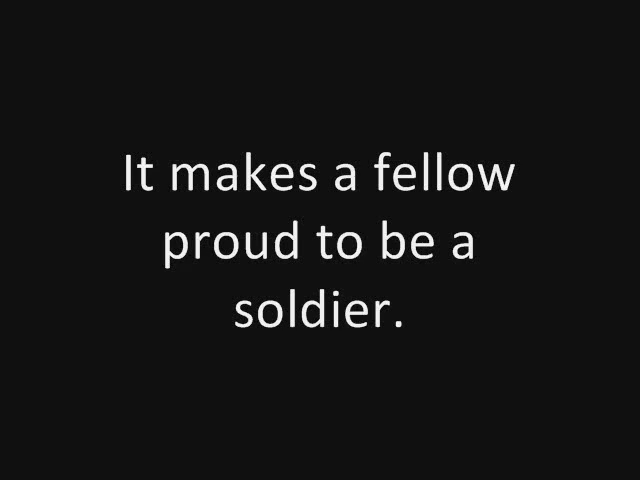 It makes a fellow
proud to be a
soldier.